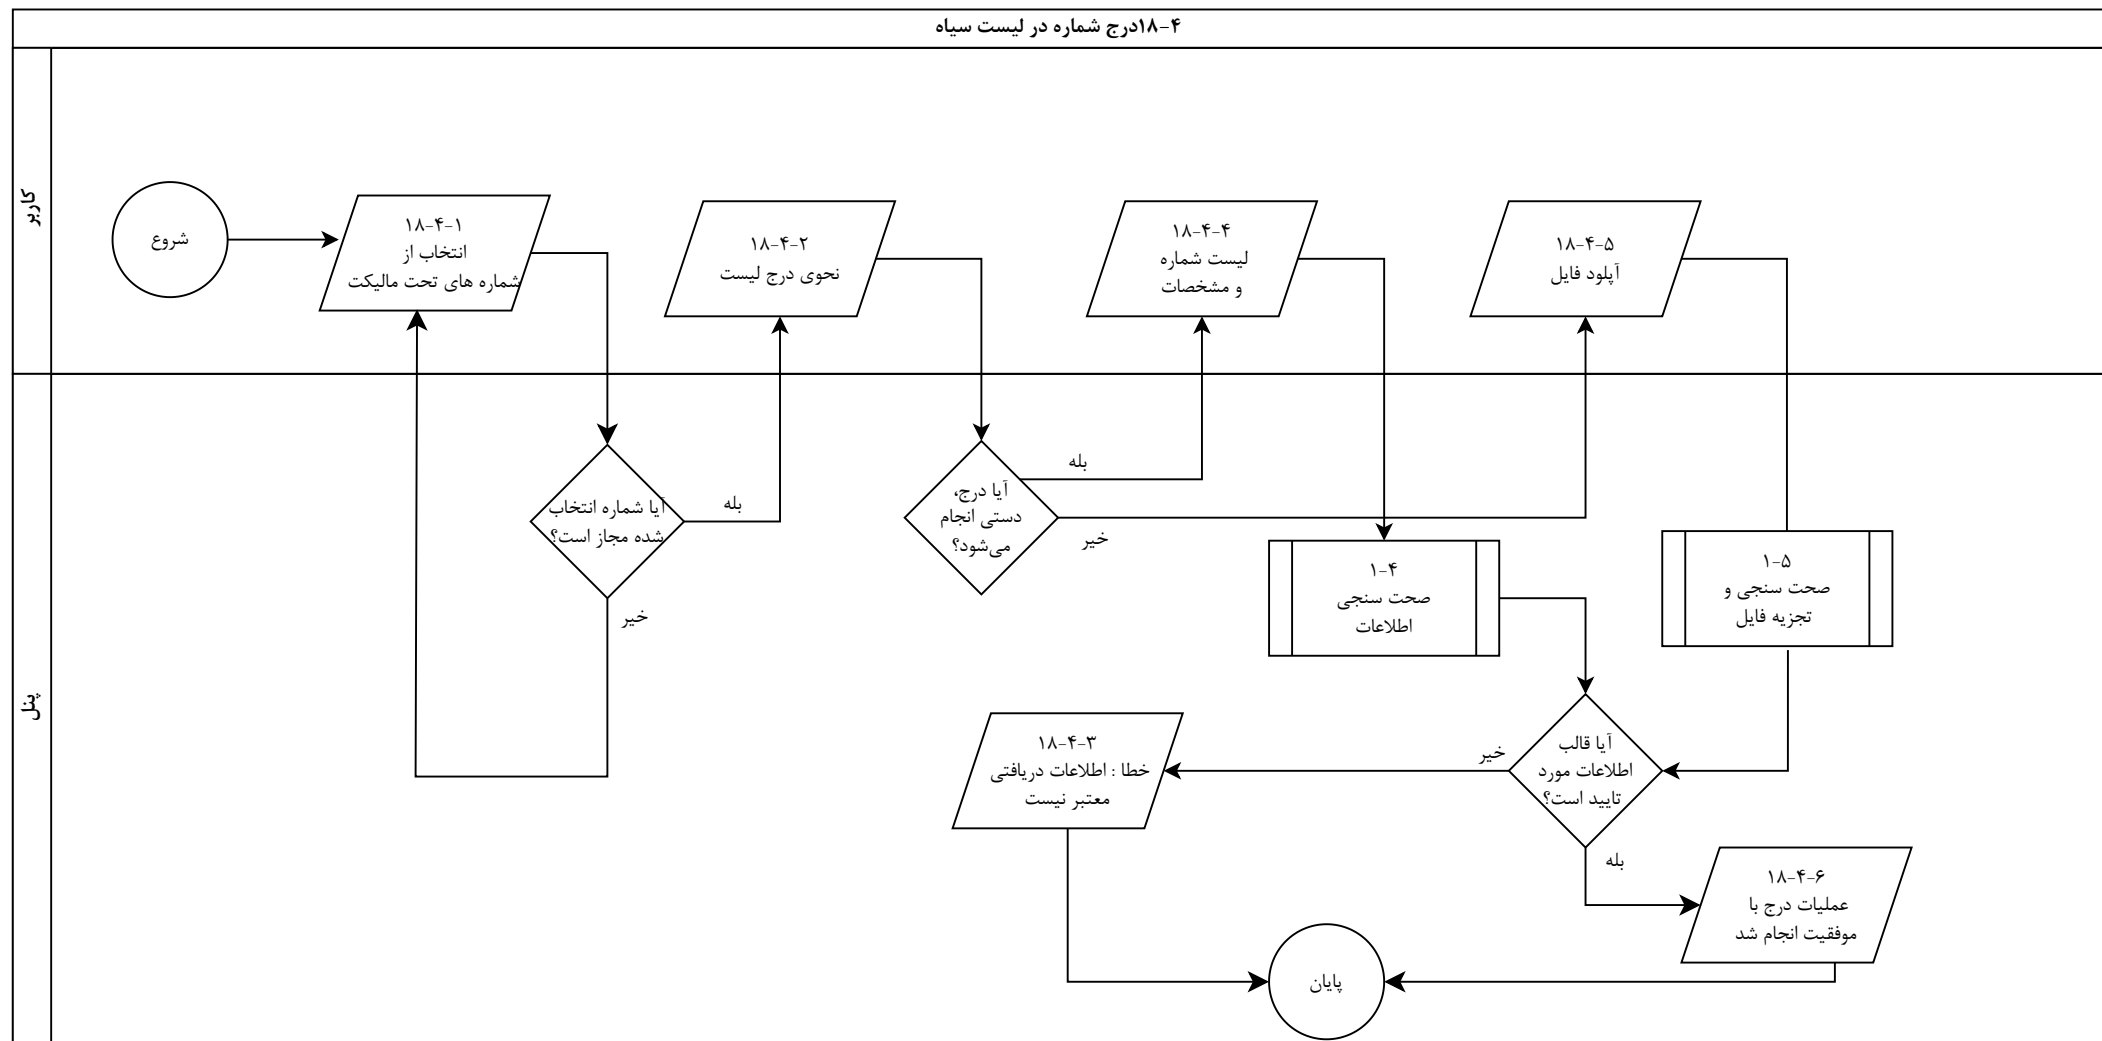 ۱۸-۴درج شماره در لیست سیاه
کاربر
شروع
۱۸-۴-۱
انتخاب از
شماره های تحت مالیکت
۱۸-۴-۲
نحوی درج لیست
۱۸-۴-۴
لیست شماره
و مشخصات
۱۸-۴-۵
آپلود فایل
پنل
آیا شماره انتخاب
شده مجاز است؟
بله
خیر
آیا درج،
دستی انجام
می‌شود؟
بله
خیر
۱-۴
صحت سنجی
اطلاعات
۱-۵
صحت سنجی و
تجزیه فایل
آیا قالب
اطلاعات مورد
تایید است؟
خیر
بله
۱۸-۴-۳
خطا : اطلاعات دریافتی
معتبر نیست
۱۸-۴-۶
عملیات درج با
موفقیت انجام شد
پایان